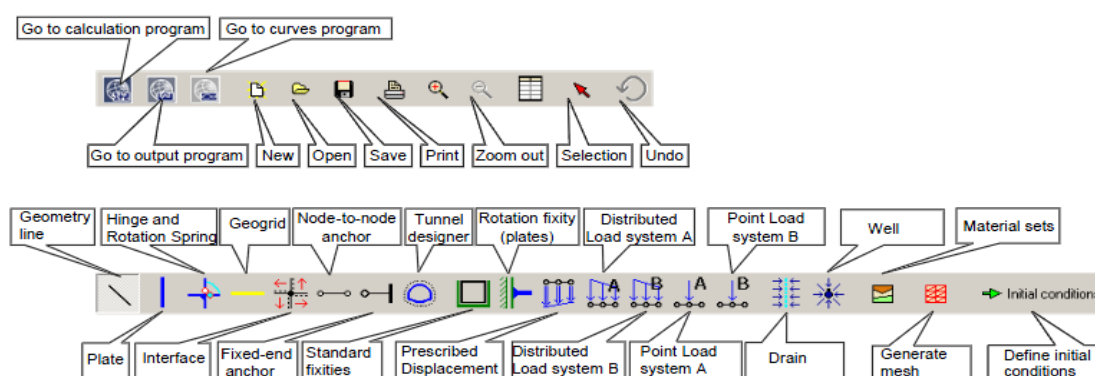 Go to calculation program
Go to curves program
Go to output program
New
Open
Save
Print
Zoom out
Selection
Undo
Geometry
line
Hinge and
Rotation Spring
Geogrid
Node-to-node
anchor
Tunnel
designer
Rotation fixity
(plates)
Distributed
Load system A
Point Load
system B
Well
Material sets
A
B
A
B
Initial conditions
Plate
Interface
Fixed-end
anchor
Standard
fixities
Prescribed
Displacement
Distributed
Load system B
Point Load
system A
Drain
Generate
mesh
Define initial
conditions